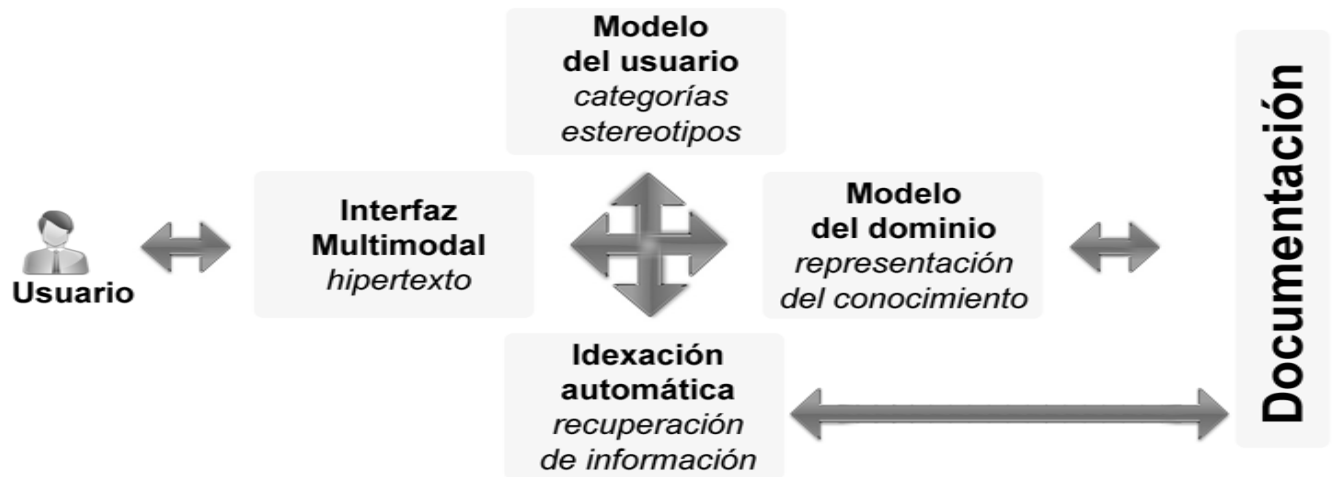 Modelo
del usuario
categorías
estereotipos
Usuario
Interfaz
Multimodal
hipertexto
Modelo
del dominio
representación
del conocimiento
Idexación
automática
recuperación
de información
Documentación